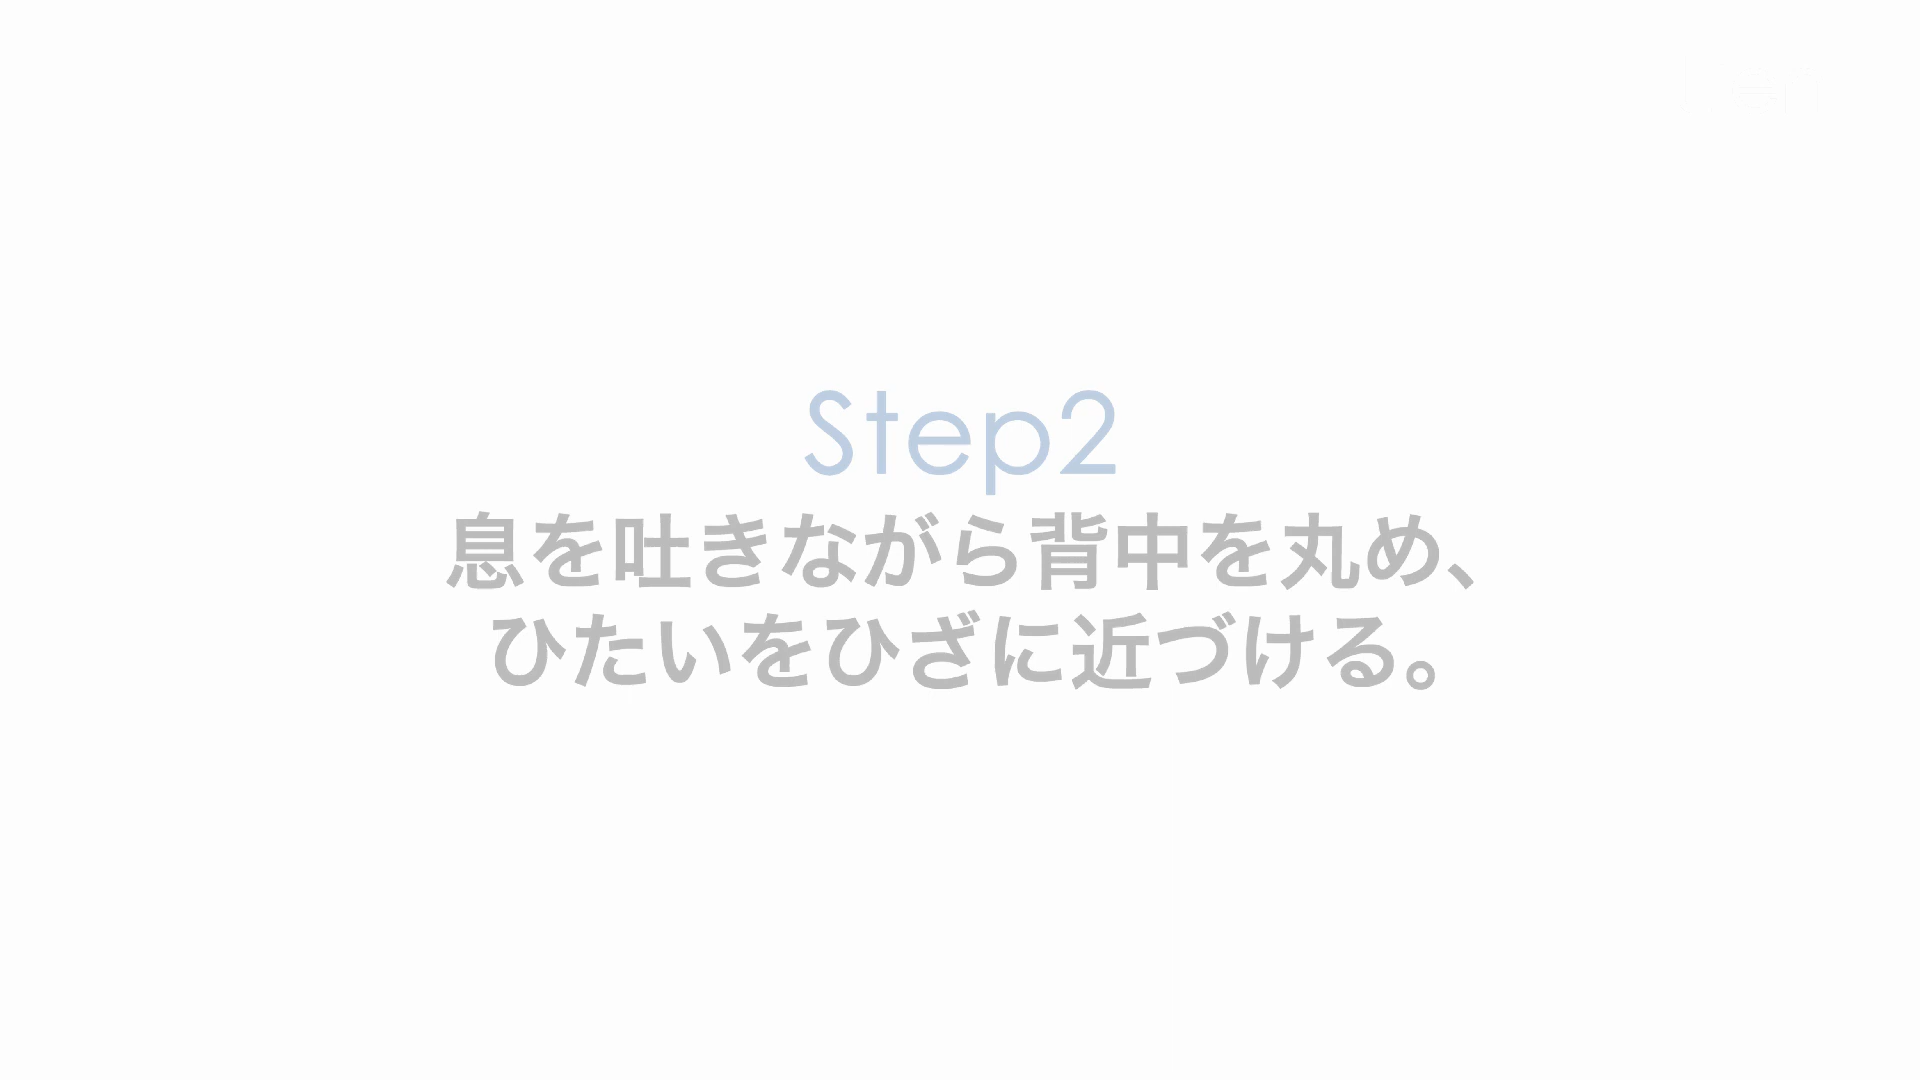 Step2
息を吐きながら背中を丸め、
ひたいをひざに近づける。